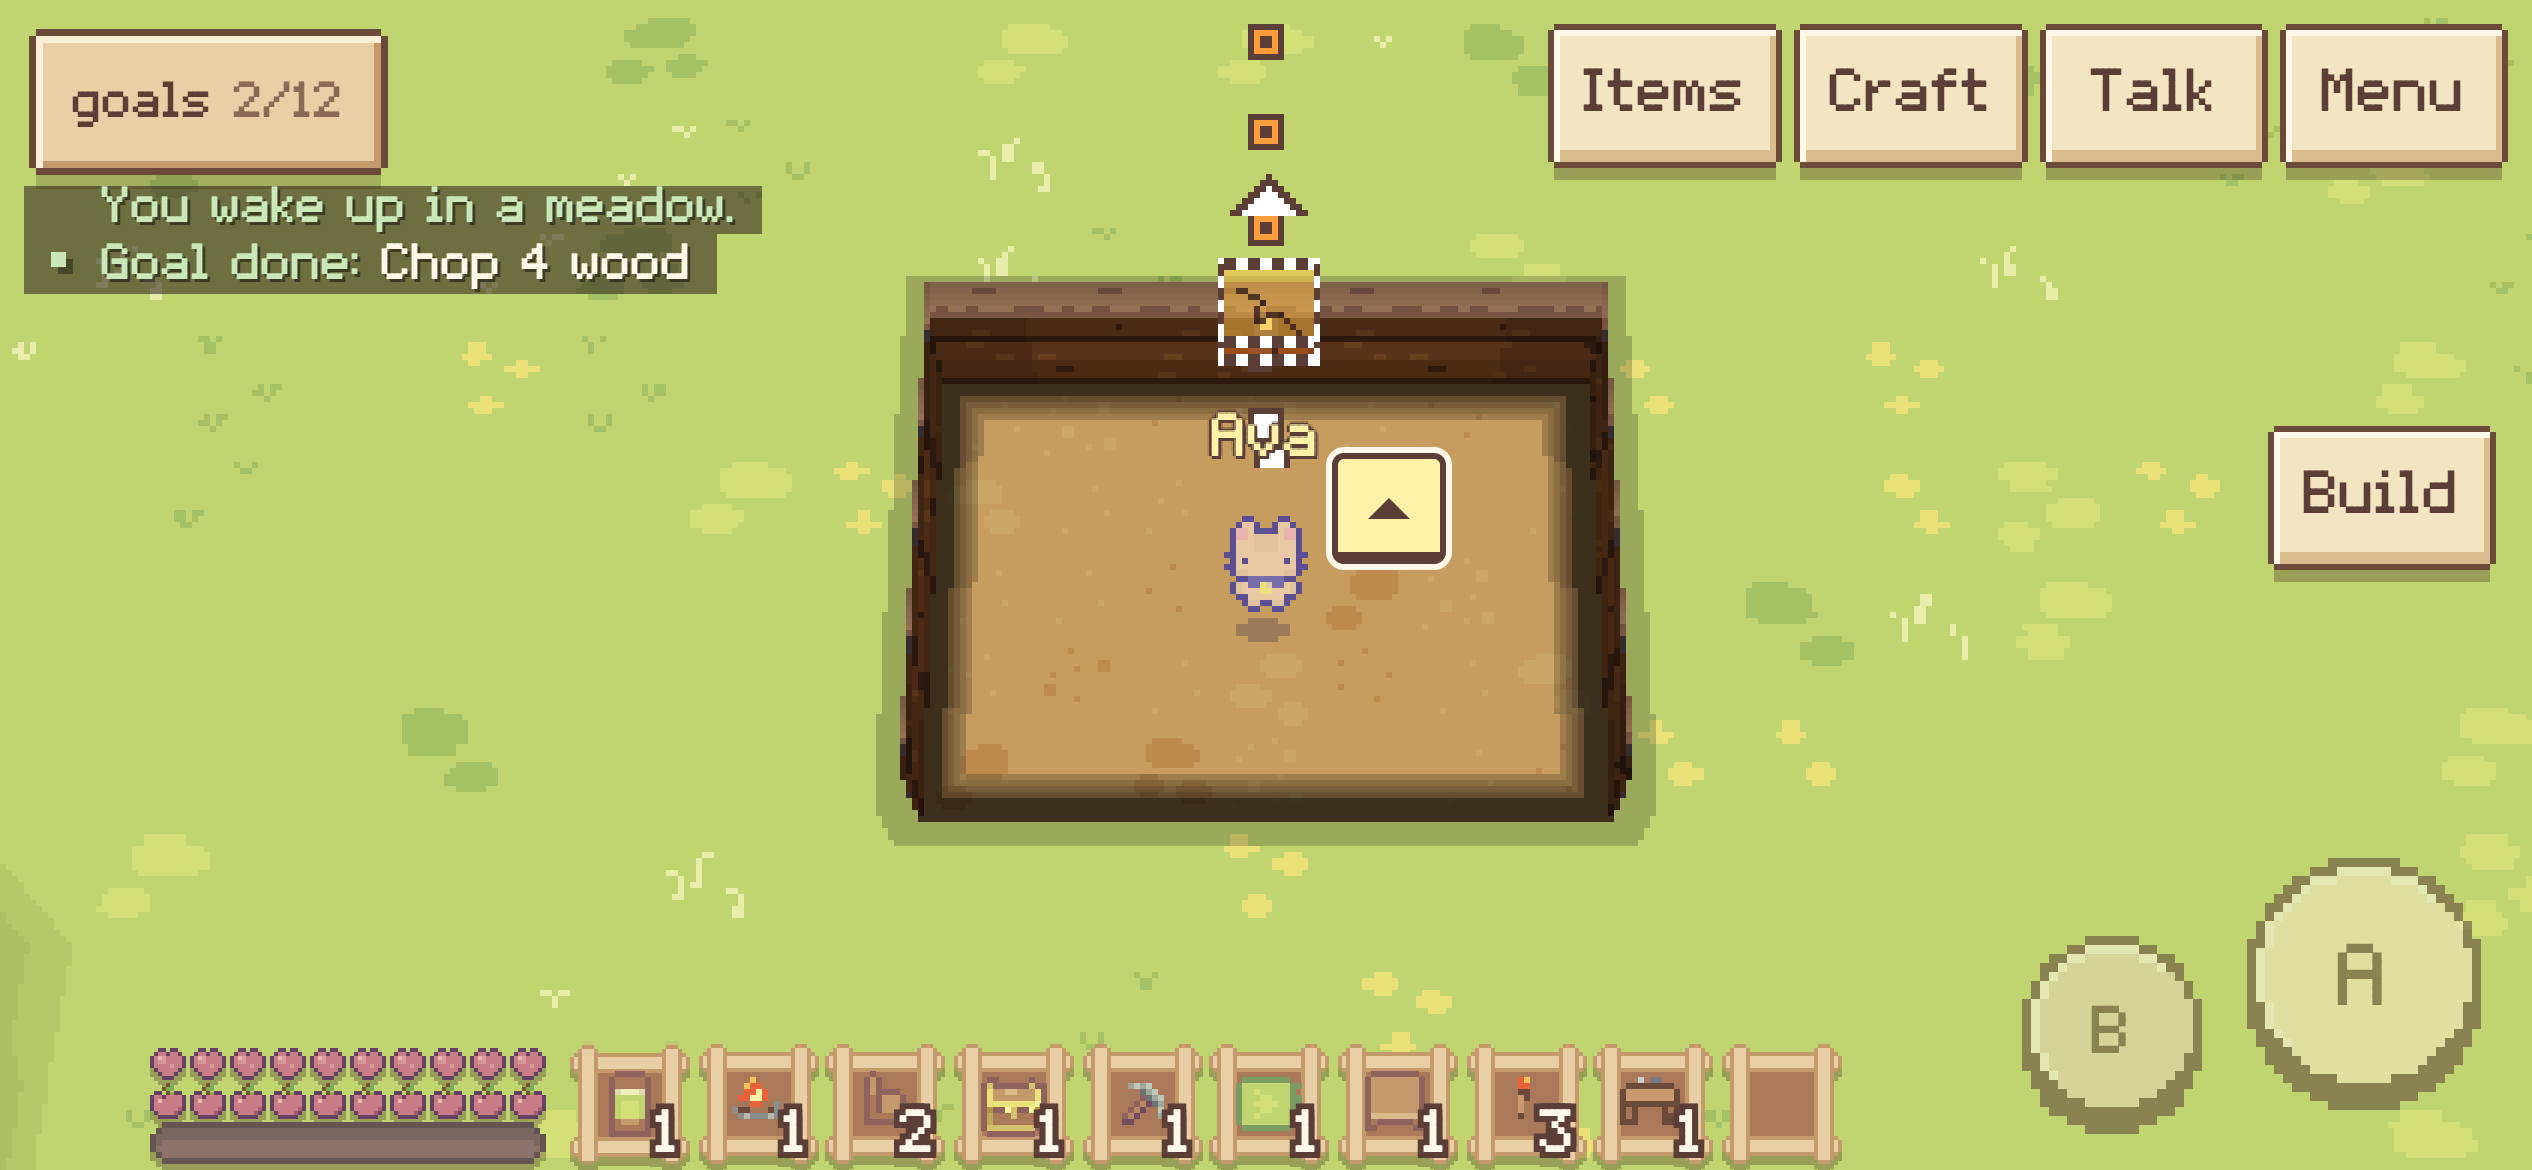 goals 2/12
Items
Craft
Talk
Menu
You wake up in a meadow.
Goal done: Chop 4 wood
Ava
Build
A
B
1
1
2
1
1
1
1
3
1